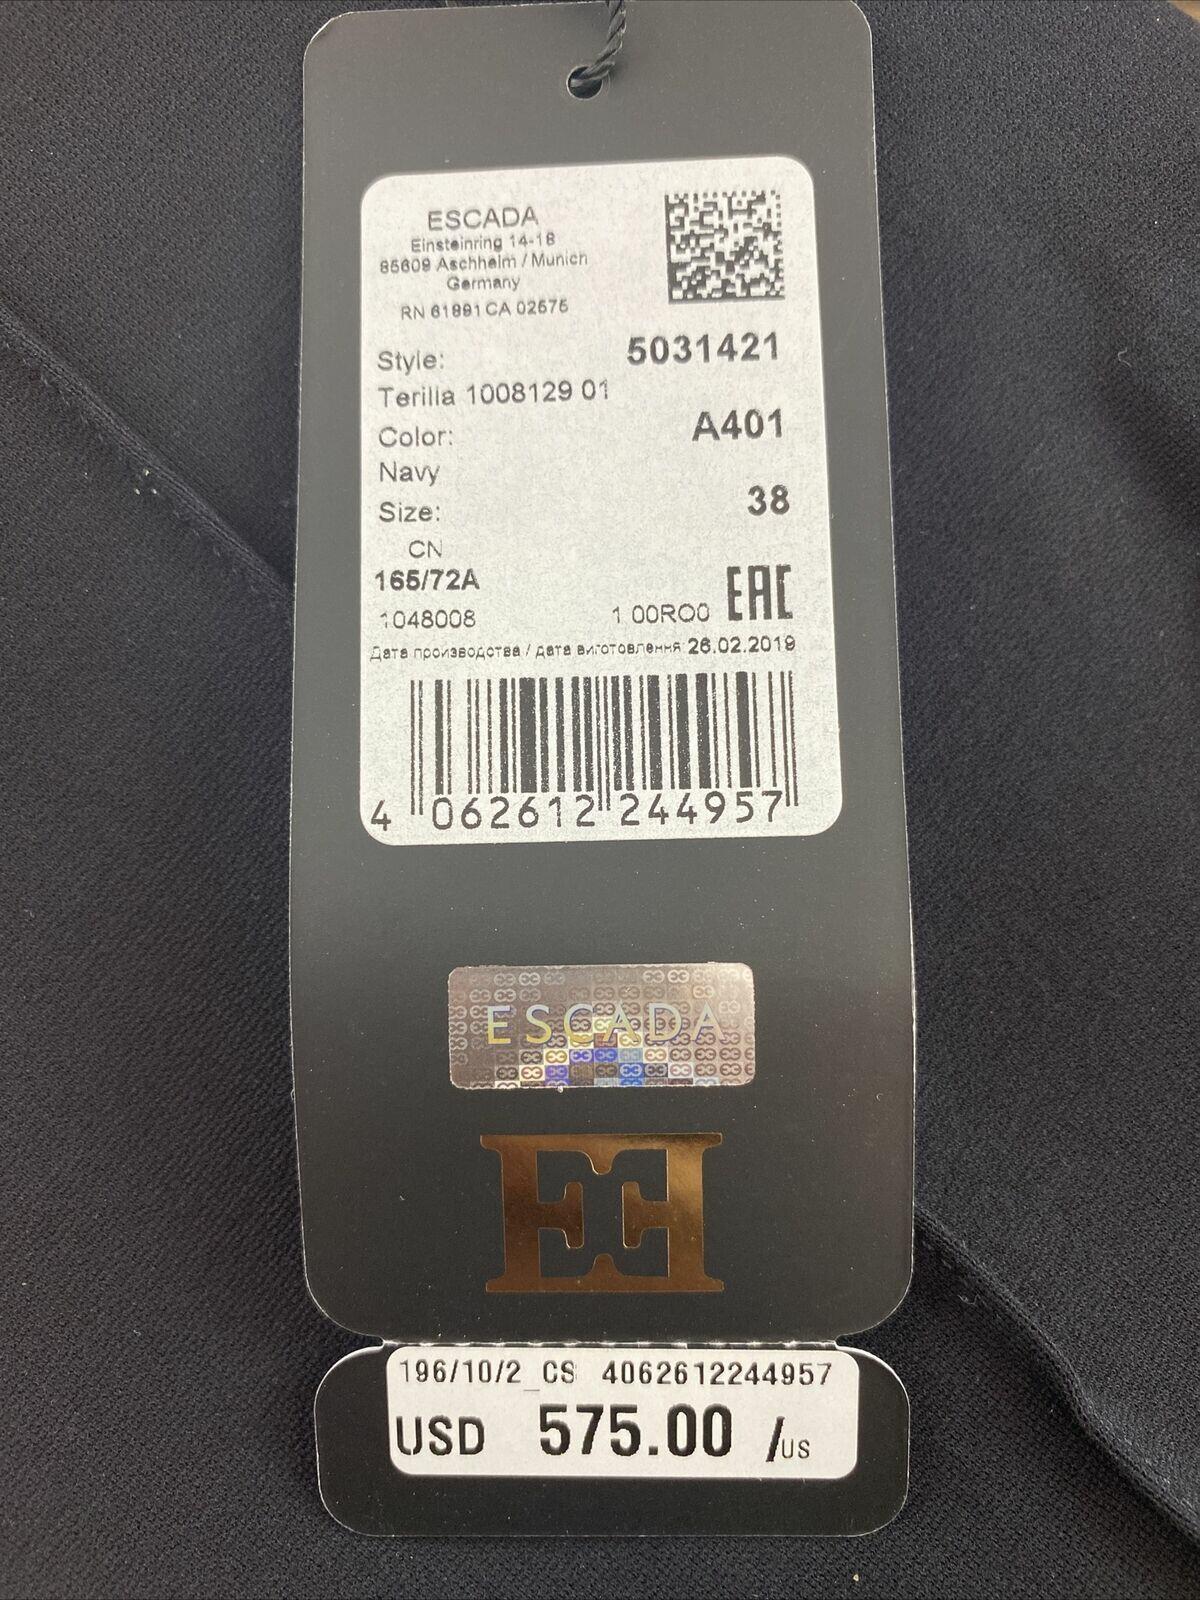 ESCADA
Einsteinring 14-18
85609 Aschheim / Munich
Germany
RN 61891 CA 02575
Style: 5031421
Terilla 1008129 01
Color: A401
Navy
Size: 38
CN
165/72A
1048008 1 00RO0 EAC
Дата производства / дата виготовлення 26.02.2019
4 062612 244957
ESCADA
196/10/2_CS 4062612244957
USD 575.00 /US